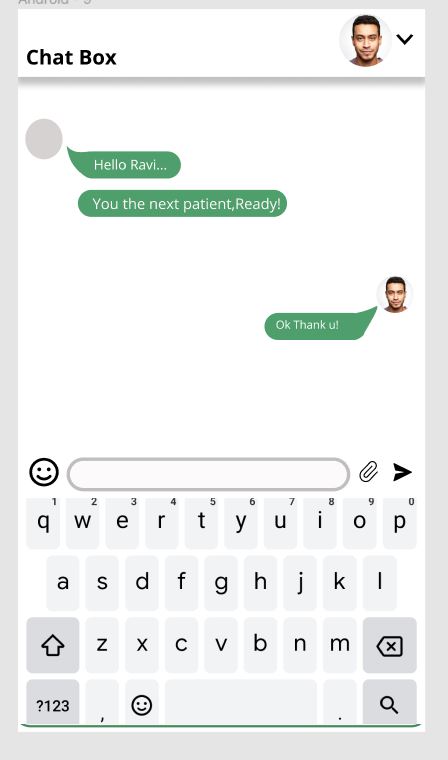 Android - 9
Chat Box
Hello Ravi...
You the next patient,Ready!
Ok Thank u!
1 2 3 4 5 6 7 8 9 0
q w e r t y u i o p
a s d f g h j k l
z x c v b n m
?123 , .